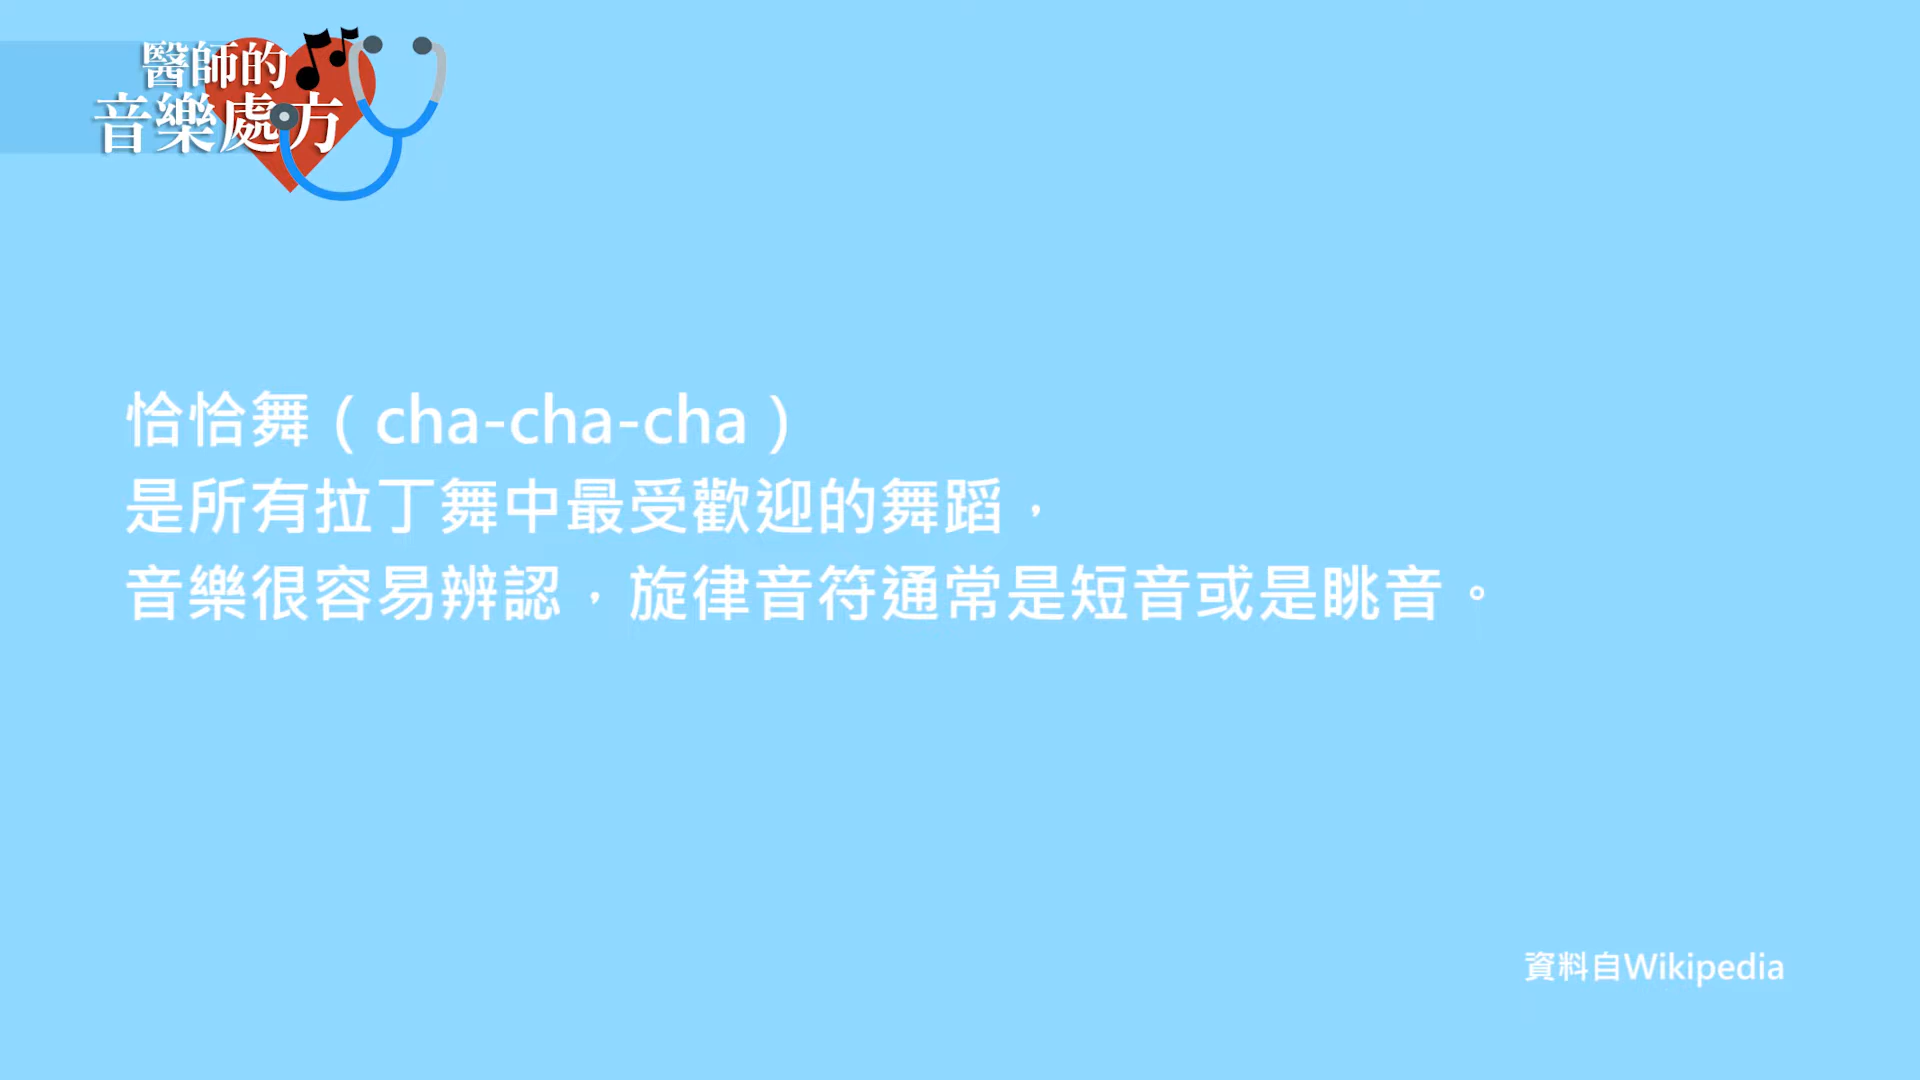 醫師的
音樂處方
恰恰舞（cha-cha-cha）
是所有拉丁舞中最受歡迎的舞蹈，
音樂很容易辨認，旋律音符通常是短音或是眺音。
資料自Wikipedia